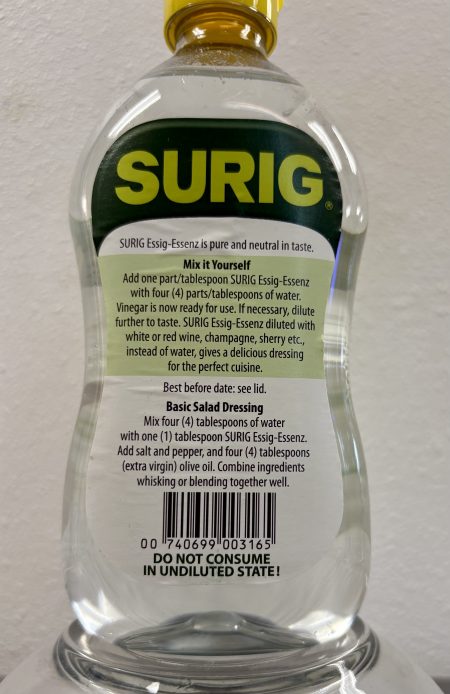 SURIG®
SURIG Essig-Essenz is pure and neutral in taste.
Mix it Yourself
Add one part/tablespoon SURIG Essig-Essenz
with four (4) parts/tablespoons of water.
Vinegar is now ready for use. If necessary, dilute
further to taste. SURIG Essig-Essenz diluted with
white or red wine, champagne, sherry etc.,
instead of water, gives a delicious dressing
for the perfect cuisine.
Best before date: see lid.
Basic Salad Dressing
Mix four (4) tablespoons of water
with one (1) tablespoon SURIG Essig-Essenz.
Add salt and pepper, and four (4) tablespoons
(extra virgin) olive oil. Combine ingredients
whisking or blending together well.
00 740699 003165
DO NOT CONSUME
IN UNDILUTED STATE!